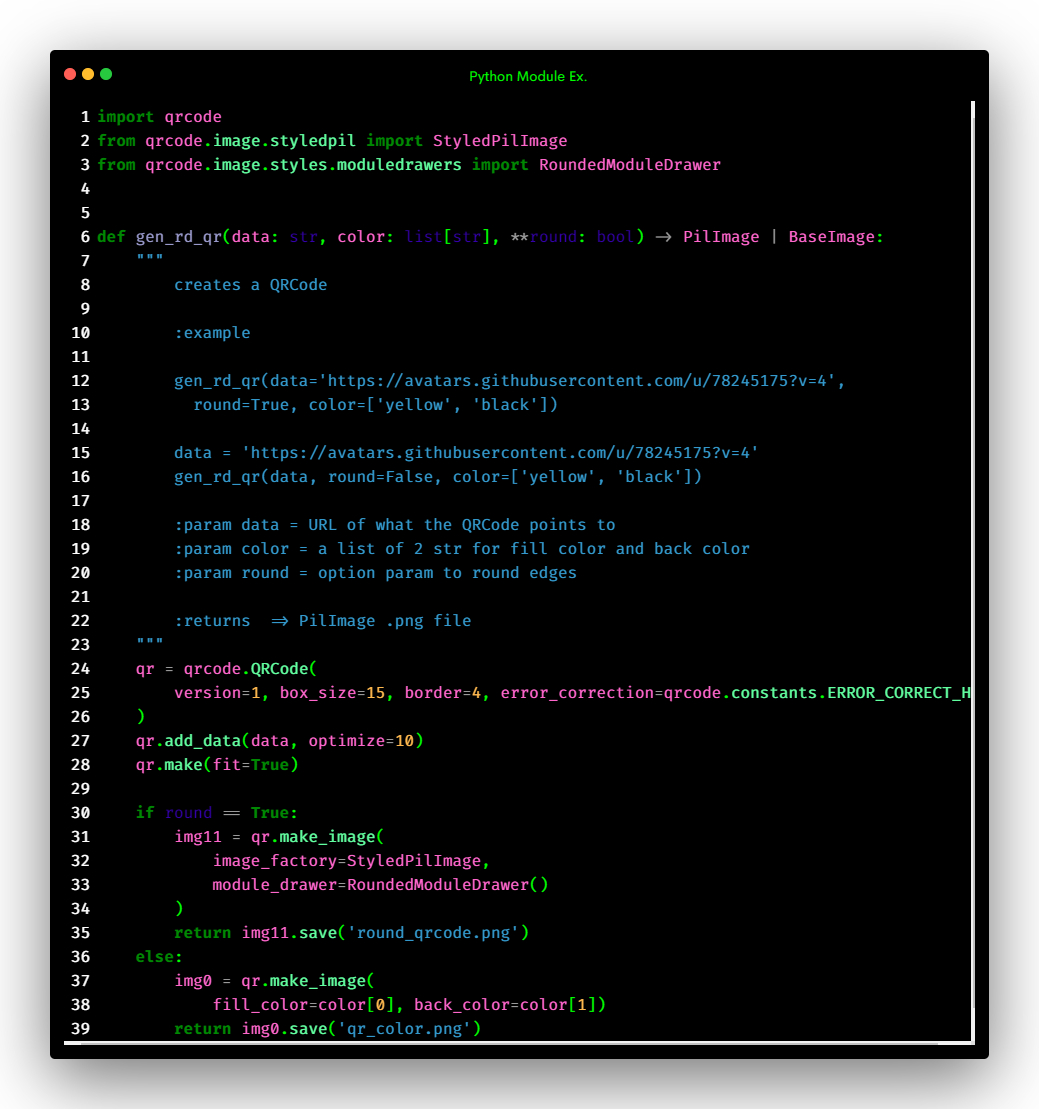 Python Module Ex.
1 import qrcode
2 from qrcode.image.styledpil import StyledPilImage
3 from qrcode.image.styles.moduledrawers import RoundedModuleDrawer
4
5
6 def gen_rd_qr(data: str, color: list[str], **round: bool) -> PilImage | BaseImage:
7     """
8         creates a QRCode
9
10         :example
11
12         gen_rd_qr(data='https://avatars.githubusercontent.com/u/78245175?v=4',
13           round=True, color=['yellow', 'black'])
14
15         data = 'https://avatars.githubusercontent.com/u/78245175?v=4'
16         gen_rd_qr(data, round=False, color=['yellow', 'black'])
17
18         :param data = URL of what the QRCode points to
19         :param color = a list of 2 str for fill color and back color
20         :param round = option param to round edges
21
22         :returns  => PilImage .png file
23     """
24     qr = qrcode.QRCode(
25         version=1, box_size=15, border=4, error_correction=qrcode.constants.ERROR_CORRECT_H
26     )
27     qr.add_data(data, optimize=10)
28     qr.make(fit=True)
29
30     if round == True:
31         img11 = qr.make_image(
32             image_factory=StyledPilImage,
33             module_drawer=RoundedModuleDrawer()
34         )
35         return img11.save('round_qrcode.png')
36     else:
37         img0 = qr.make_image(
38             fill_color=color[0], back_color=color[1])
39         return img0.save('qr_color.png')